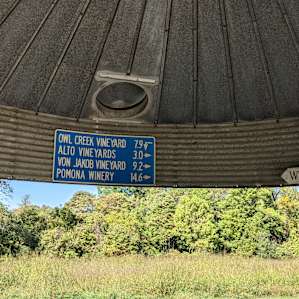 OWL CREEK VINEYARD 7.9
ALTO VINEYARDS 3.0→
VON JAKOB VINEYARD 9.2→
POMONA WINERY 14.6→